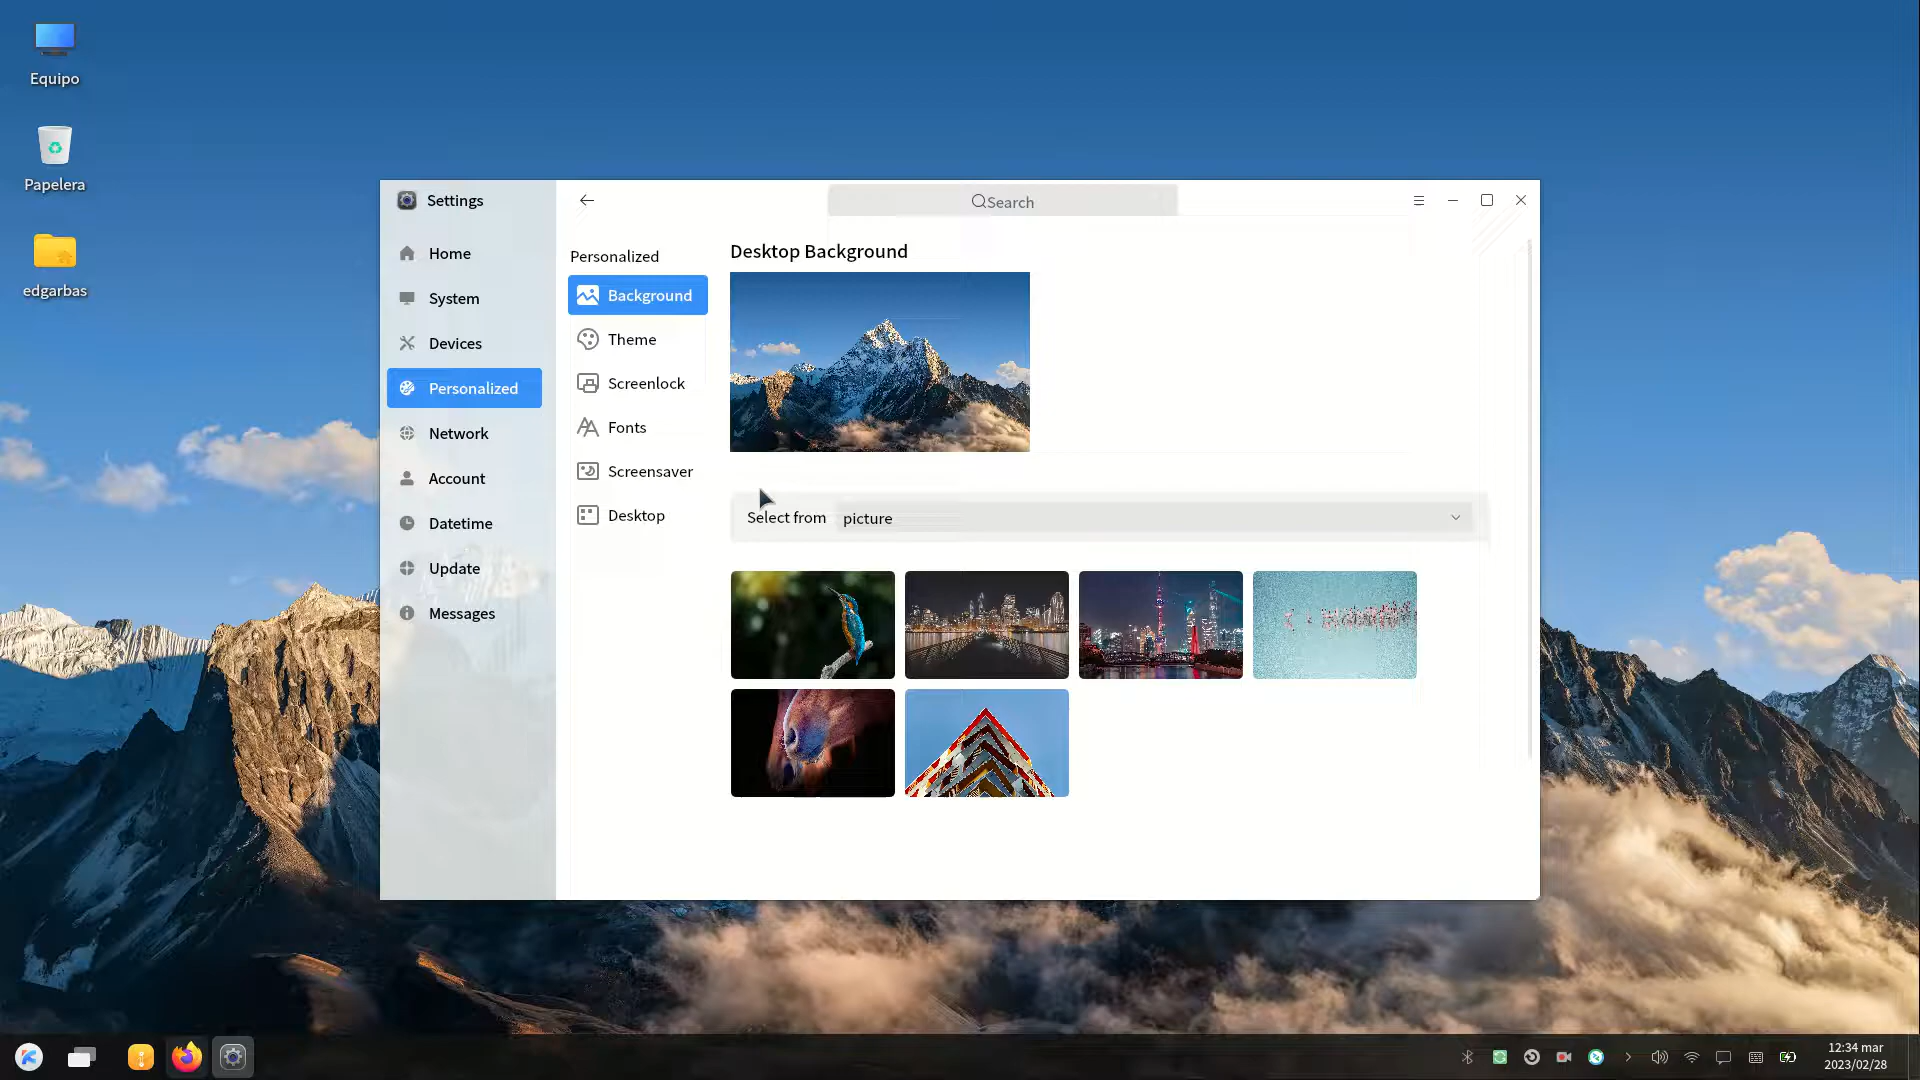 Equipo
Papelera
edgarbas
Settings
Search
Home
System
Devices
Personalized
Network
Account
Datetime
Update
Messages
Personalized
Background
Theme
Screenlock
Fonts
Screensaver
Desktop
Desktop Background
Select from picture
12:34 mar
2023/02/28